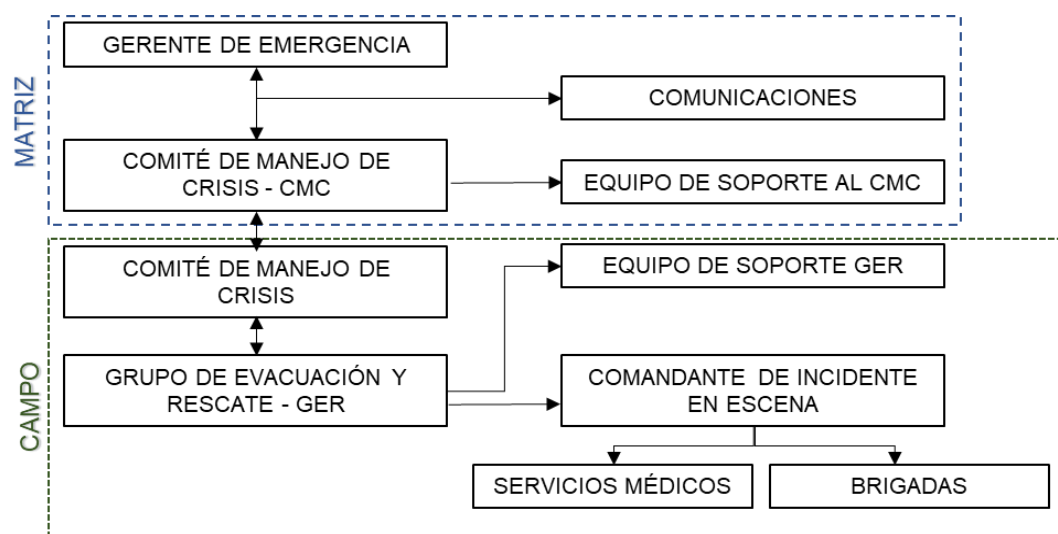 GERENTE DE EMERGENCIA
COMUNICACIONES
MATRIZ
COMITÉ DE MANEJO DE
CRISIS - CMC
EQUIPO DE SOPORTE AL CMC
COMITÉ DE MANEJO DE
CRISIS
EQUIPO DE SOPORTE GER
CAMPO
GRUPO DE EVACUACIÓN Y
RESCATE - GER
COMANDANTE DE INCIDENTE
EN ESCENA
SERVICIOS MÉDICOS
BRIGADAS